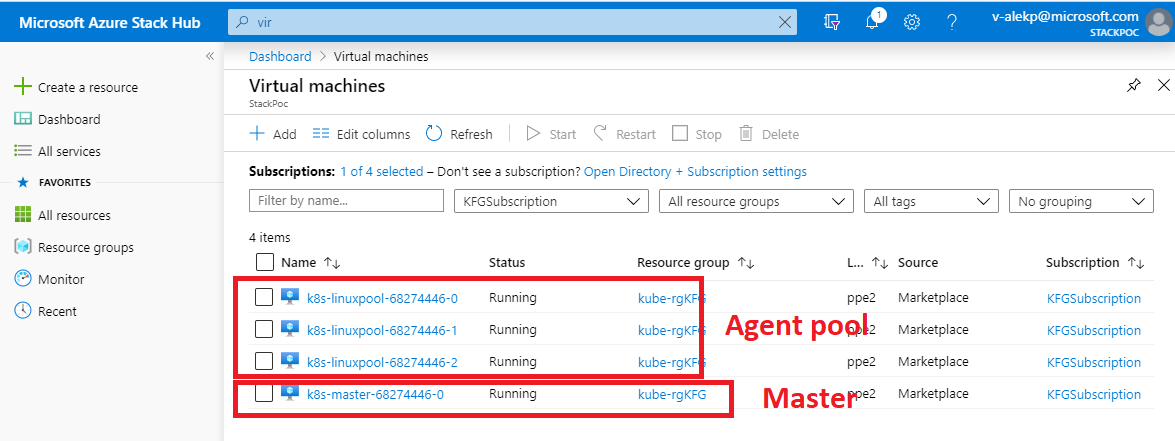 Microsoft Azure Stack Hub
vir
1
v-alekp@microsoft.com
STACKPOC
«
Create a resource
Dashboard
All services
FAVORITES
All resources
Resource groups
Monitor
Recent
Dashboard > Virtual machines
Virtual machines
StackPoc
Add Edit columns Refresh Start Restart Stop Delete
Subscriptions: 1 of 4 selected – Don't see a subscription? Open Directory + Subscription settings
Filter by name... KFGSubscription All resource groups All tags No grouping
4 items
Name ↑↓ Status Resource group ↑↓ L... ↑↓ Source Subscription ↑↓
k8s-linuxpool-68274446-0 Running kube-rgKFG ppe2 Marketplace KFGSubscription
k8s-linuxpool-68274446-1 Running kube-rgKFG ppe2 Marketplace KFGSubscription
Agent pool
k8s-linuxpool-68274446-2 Running kube-rgKFG ppe2 Marketplace KFGSubscription
k8s-master-68274446-0 Running kube-rgKFG ppe2 Marketplace KFGSubscription
Master